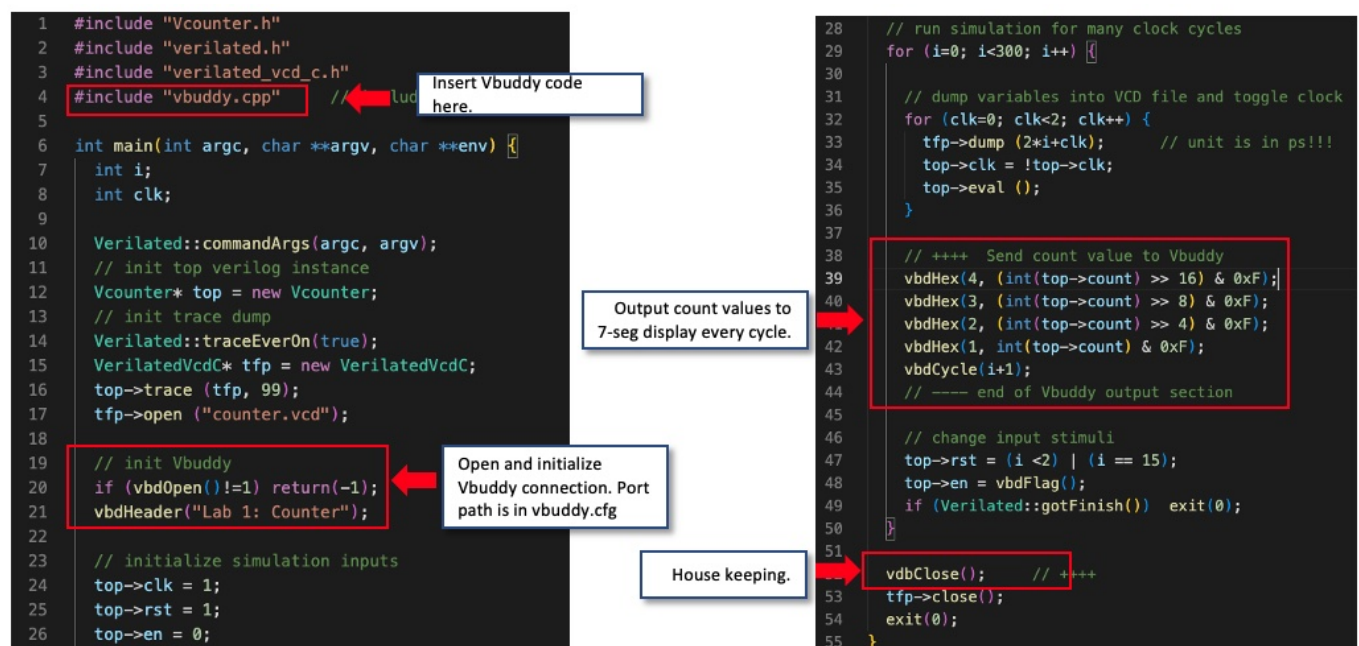 1 #include "Vcounter.h"
2 #include "verilated.h"
3 #include "verilated_vcd_c.h"
4 #include "vbuddy.cpp" //
Insert Vbuddy code
here.
5
6 int main(int argc, char **argv, char **env) {
7 int i;
8 int clk;
9
10 Verilated::commandArgs(argc, argv);
11 // init top verilog instance
12 Vcounter* top = new Vcounter;
13 // init trace dump
14 Verilated::traceEverOn(true);
15 VerilatedVcdC* tfp = new VerilatedVcdC;
16 top->trace (tfp, 99);
17 tfp->open ("counter.vcd");
18
19 // init Vbuddy
20 if (vbdOpen()!=1) return(-1);
21 vbdHeader("Lab 1: Counter");
Open and initialize
Vbuddy connection. Port
path is in vbuddy.cfg
22
23 // initialize simulation inputs
24 top->clk = 1;
25 top->rst = 1;
26 top->en = 0;
28 // run simulation for many clock cycles
29 for (i=0; i<300; i++) {
30
31 // dump variables into VCD file and toggle clock
32 for (clk=0; clk<2; clk++) {
33 tfp->dump (2*i+clk); // unit is in ps!!!
34 top->clk = !top->clk;
35 top->eval ();
36 }
37
38 // ++++ Send count value to Vbuddy
39 vbdHex(4, (int(top->count) >> 16) & 0xF);
40 vbdHex(3, (int(top->count) >> 8) & 0xF);
vbdHex(2, (int(top->count) >> 4) & 0xF);
42 vbdHex(1, int(top->count) & 0xF);
43 vbdCycle(i+1);
44 // ---- end of Vbuddy output section
Output count values to
7-seg display every cycle.
45
46 // change input stimuli
47 top->rst = (i <2) | (i == 15);
48 top->en = vbdFlag();
49 if (Verilated::gotFinish()) exit(0);
50 }
51
vdbClose(); // ++++
House keeping.
53 tfp->close();
54 exit(0);
55 }